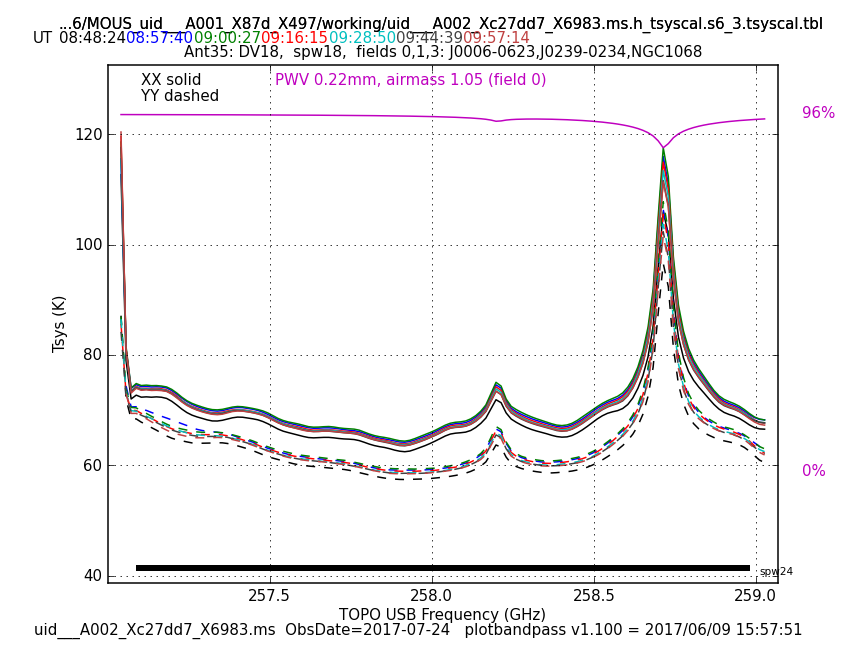 ...6/MOUS_uid___A001_X87d_X497/working/uid___A002_Xc27dd7_X6983.ms.h_tsyscal.s6_3.tsyscal.tbl
UT 08:48:24 08:57:40 09:00:27 09:16:15 09:28:50 09:44:39 09:57:14
Ant35: DV18, spw18, fields 0,1,3: J0006-0623,J0239-0234,NGC1068
XX solid
PWV 0.22mm, airmass 1.05 (field 0)
YY dashed
96%
120
100
Tsys (K)
80
60
0%
40
spw24
257.5 258.0 258.5 259.0
TOPO USB Frequency (GHz)
uid___A002_Xc27dd7_X6983.ms ObsDate=2017-07-24 plotbandpass v1.100 = 2017/06/09 15:57:51